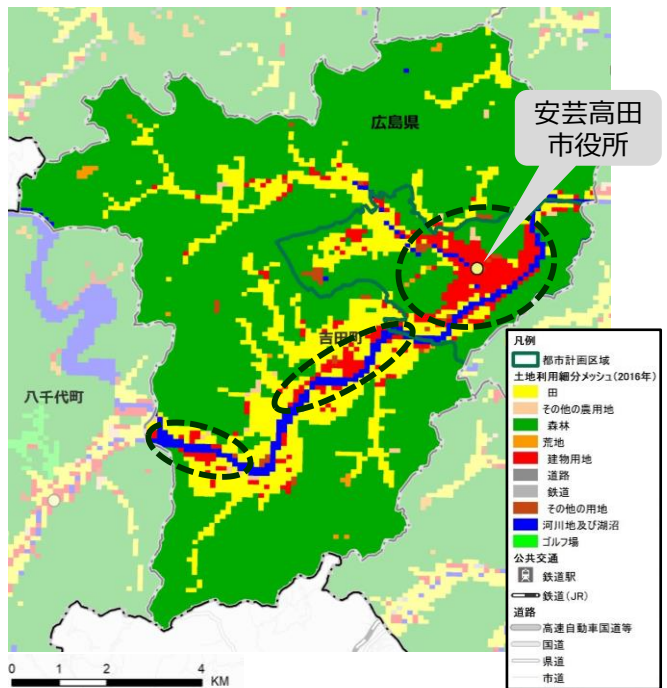 広島県
安芸高田
市役所
吉田町
八千代町
凡例
都市計画区域
土地利用細分メッシュ(2016年)
田
その他の農用地
森林
荒地
建物用地
道路
鉄道
その他の用地
河川地及び湖沼
ゴルフ場
公共交通
鉄道駅
鉄道(JR)
道路
高速自動車国道等
国道
県道
市道
0 1 2 4
KM